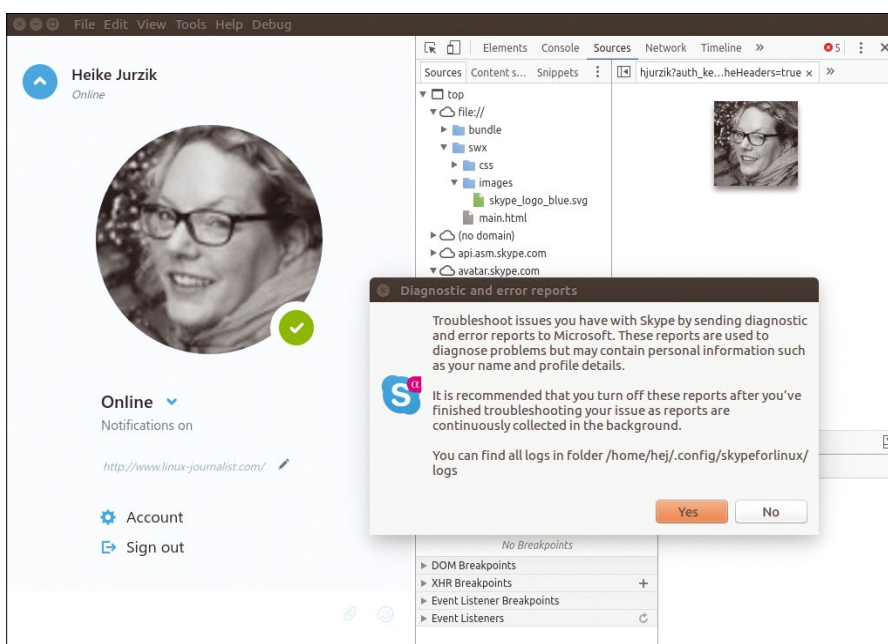 File Edit View Tools Help Debug
Heike Jurzik
Online
Online
Notifications on
http://www.linux-journalist.com/
Account
Sign out
Elements Console Sources Network Timeline » 5
Sources Content s... Snippets
hjurzik?auth_ke...heHeaders=true × »
top
file://
bundle
swx
css
images
skype_logo_blue.svg
main.html
(no domain)
api.asm.skype.com
avatar.skype.com
Diagnostic and error reports
Troubleshoot issues you have with Skype by sending diagnostic
and error reports to Microsoft. These reports are used to
diagnose problems but may contain personal information such
as your name and profile details.
It is recommended that you turn off these reports after you've
finished troubleshooting your issue as reports are
continuously collected in the background.
You can find all logs in folder /home/hej/.config/skypeforlinux/
logs
S α
Yes No
No Breakpoints
DOM Breakpoints
XHR Breakpoints +
Event Listener Breakpoints
Event Listeners